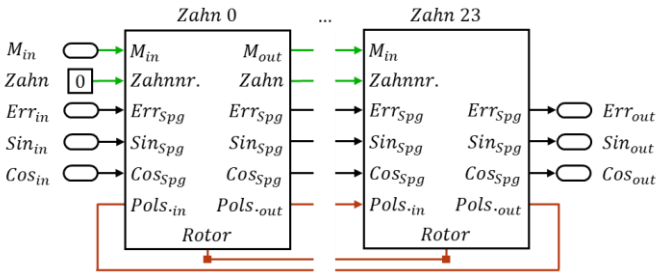 Zahn 0 ... Zahn 23
M_in M_in M_out M_in
Zahn 0 Zahnnr. Zahn Zahnnr.
Err_in Err_Spg Err_Spg Err_Spg Err_Spg Err_out
Sin_in Sin_Spg Sin_Spg Sin_Spg Sin_Spg Sin_out
Cos_in Cos_Spg Cos_Spg Cos_Spg Cos_Spg Cos_out
Pols._in Pols._out Pols._in Pols._out
Rotor Rotor